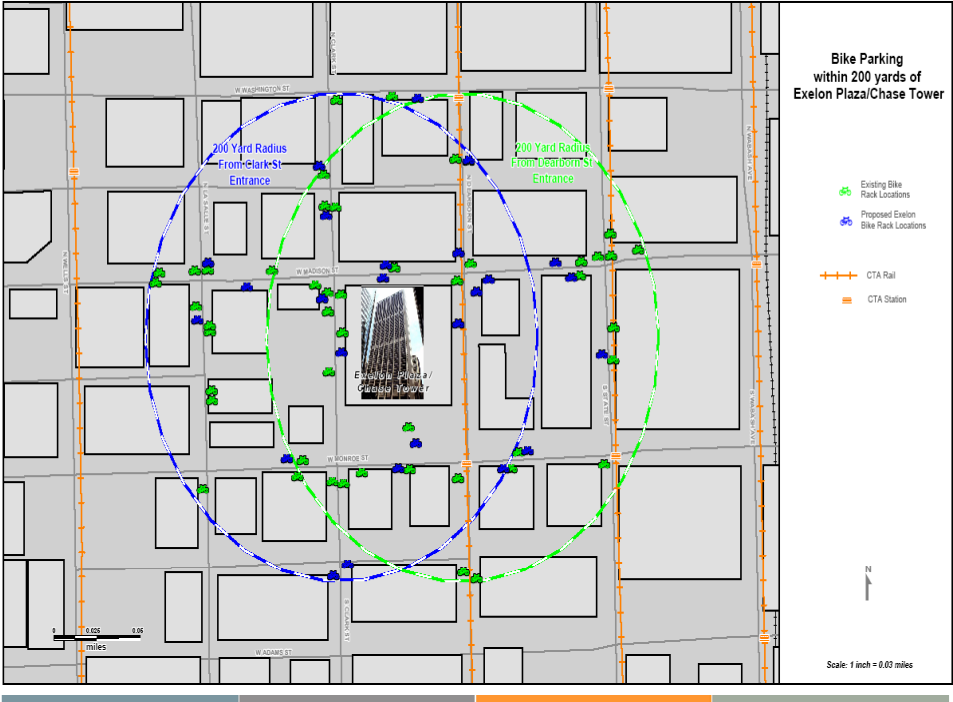 Bike Parking
within 200 yards of
Exelon Plaza/Chase Tower
N CLARK ST
W WASHINGTON ST
200 Yard Radius
From Clark St
Entrance
200 Yard Radius
From Dearborn St
Entrance
N WABASH AVE
N LA SALLE ST
N DEARBORN ST
N WELLS ST
W MADISON ST
Existing Bike
Rack Locations
Proposed Exelon
Bike Rack Locations
CTA Rail
CTA Station
Exelon Plaza/
Chase Tower
S STATE ST
S WABASH AVE
W MONROE ST
S CLARK ST
W ADAMS ST
0 0.025 0.05
miles
N
Scale: 1 inch = 0.03 miles